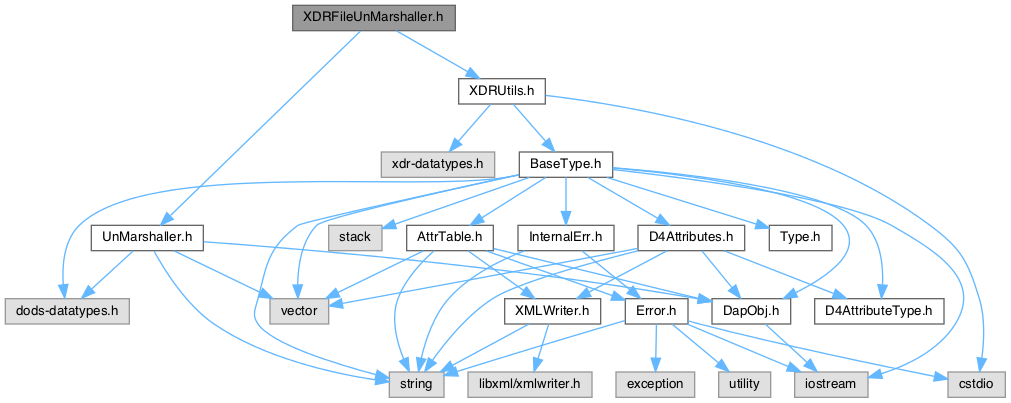 XDRFileUnMarshaller.h
XDRUtils.h
xdr-datatypes.h
BaseType.h
UnMarshaller.h
stack
AttrTable.h
InternalErr.h
D4Attributes.h
Type.h
dods-datatypes.h
vector
XMLWriter.h
Error.h
DapObj.h
D4AttributeType.h
string
libxml/xmlwriter.h
exception
utility
iostream
cstdio